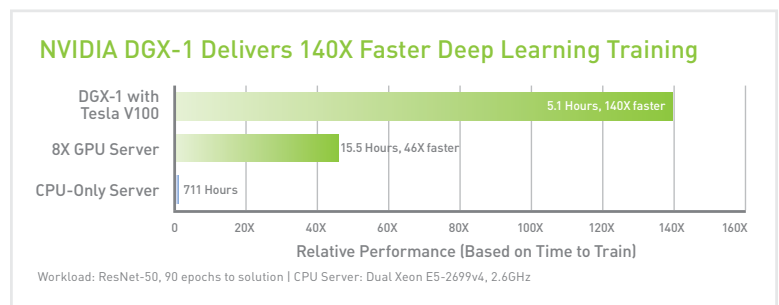 NVIDIA DGX-1 Delivers 140X Faster Deep Learning Training
DGX-1 with
Tesla V100
5.1 Hours, 140X faster
8X GPU Server
15.5 Hours, 46X faster
CPU-Only Server
711 Hours
0 20X 40X 60X 80X 100X 120X 140X 160X
Relative Performance (Based on Time to Train)
Workload: ResNet-50, 90 epochs to solution | CPU Server: Dual Xeon E5-2699v4, 2.6GHz